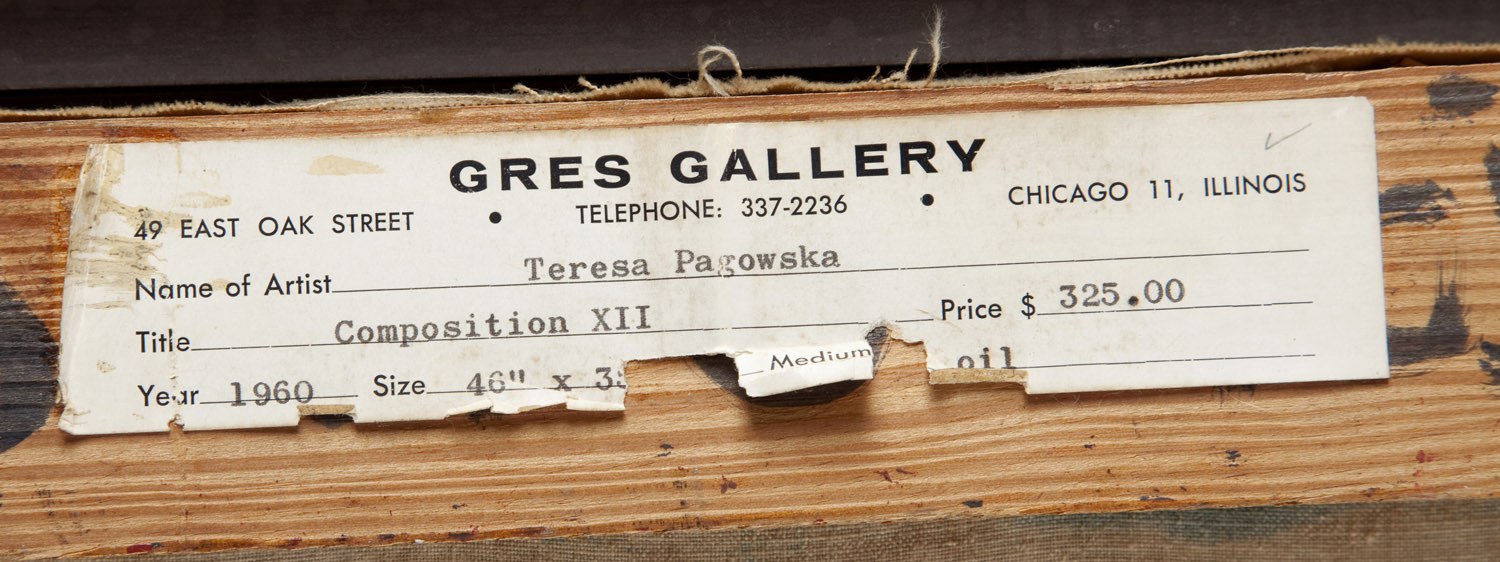 GRES GALLERY
49 EAST OAK STREET • TELEPHONE: 337-2236 • CHICAGO 11, ILLINOIS
Name of Artist Teresa Pagowska
Title Composition XII Price $ 325.00
Year 1960 Size 46" x Medium oil